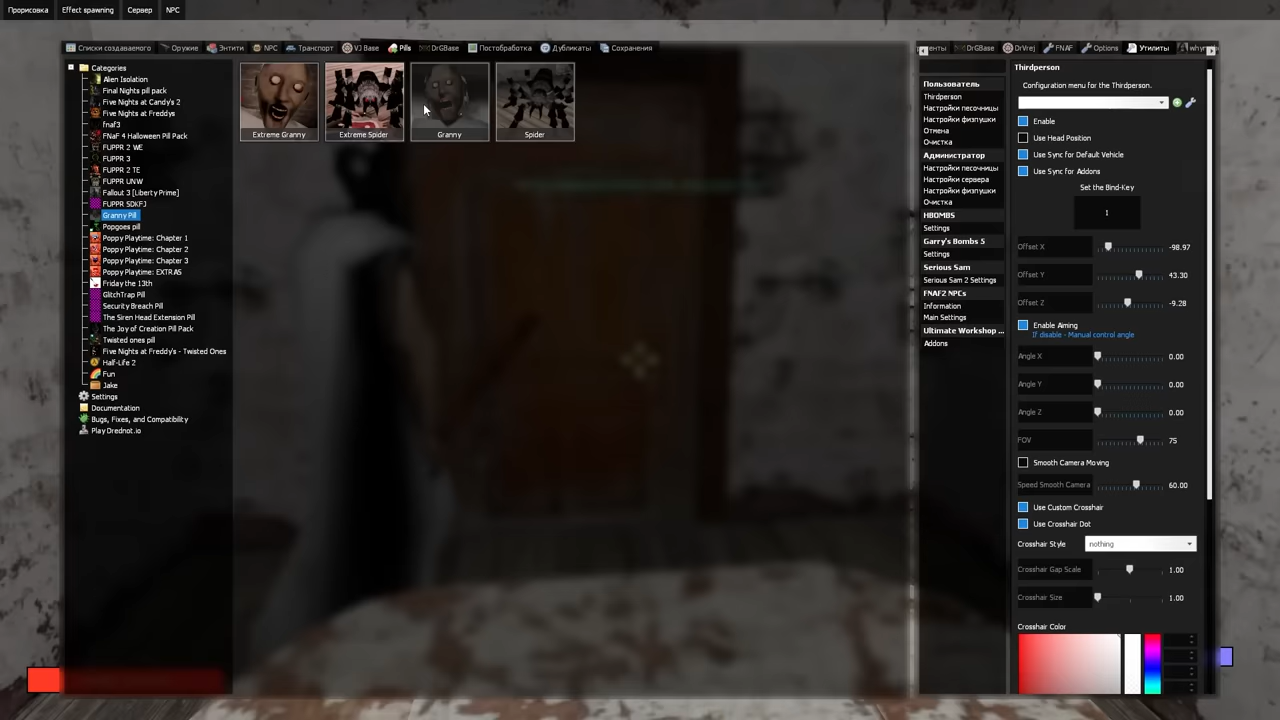 Прорисовка Effect spawning Сервер NPC
Списки создаваемого Оружие Энтити NPC Транспорт VJ Base Pills DrGBase Постобработка Дубликаты Сохранения
DrGBase DrVrej FNAF Options Утилиты
Categories
Alien Isolation
Final Nights pill pack
Five Nights at Candy's 2
Five Nights at Freddys
fnaf3
FNaF 4 Halloween Pill Pack
FUPPR 2 WE
FUPPR 3
FUPPR 2 TE
FUPPR UNW
Fallout 3 [Liberty Prime]
FUPPR SDKFJ
Granny Pill
Popgoes pill
Poppy Playtime: Chapter 1
Poppy Playtime: Chapter 2
Poppy Playtime: Chapter 3
Poppy Playtime: EXTRAS
Friday the 13th
GlitchTrap Pill
Security Breach Pill
The Siren Head Extension Pill
The Joy of Creation Pill Pack
Twisted ones pill
Five Nights at Freddy's - Twisted Ones
Half-Life 2
Fun
Jake
Settings
Documentation
Bugs, Fixes, and Compatibility
Play Drednot.io
Extreme Granny
Extreme Spider
Granny
Spider
Пользователь
Thirdperson
Настройки песочницы
Настройки физпушки
Отмена
Очистка
Администратор
Настройки песочницы
Настройки сервера
Настройки физпушки
Очистка
HBOMBS
Settings
Garry's Bombs 5
Settings
Serious Sam
Serious Sam 2 Settings
FNAF2 NPCs
Information
Main Settings
Ultimate Workshop ...
Addons
Thirdperson
Configuration menu for the Thirdperson.
Enable
Use Head Position
Use Sync for Default Vehicle
Use Sync for Addons
Set the Bind-Key
Offset X -98.97
Offset Y 43.30
Offset Z -9.28
Enable Aiming
If disable - Manual control angle
Angle X 0.00
Angle Y 0.00
Angle Z 0.00
FOV 75
Smooth Camera Moving
Speed Smooth Camera 60.00
Use Custom Crosshair
Use Crosshair Dot
Crosshair Style nothing
Crosshair Gap Scale 1.00
Crosshair Size 1.00
Crosshair Color